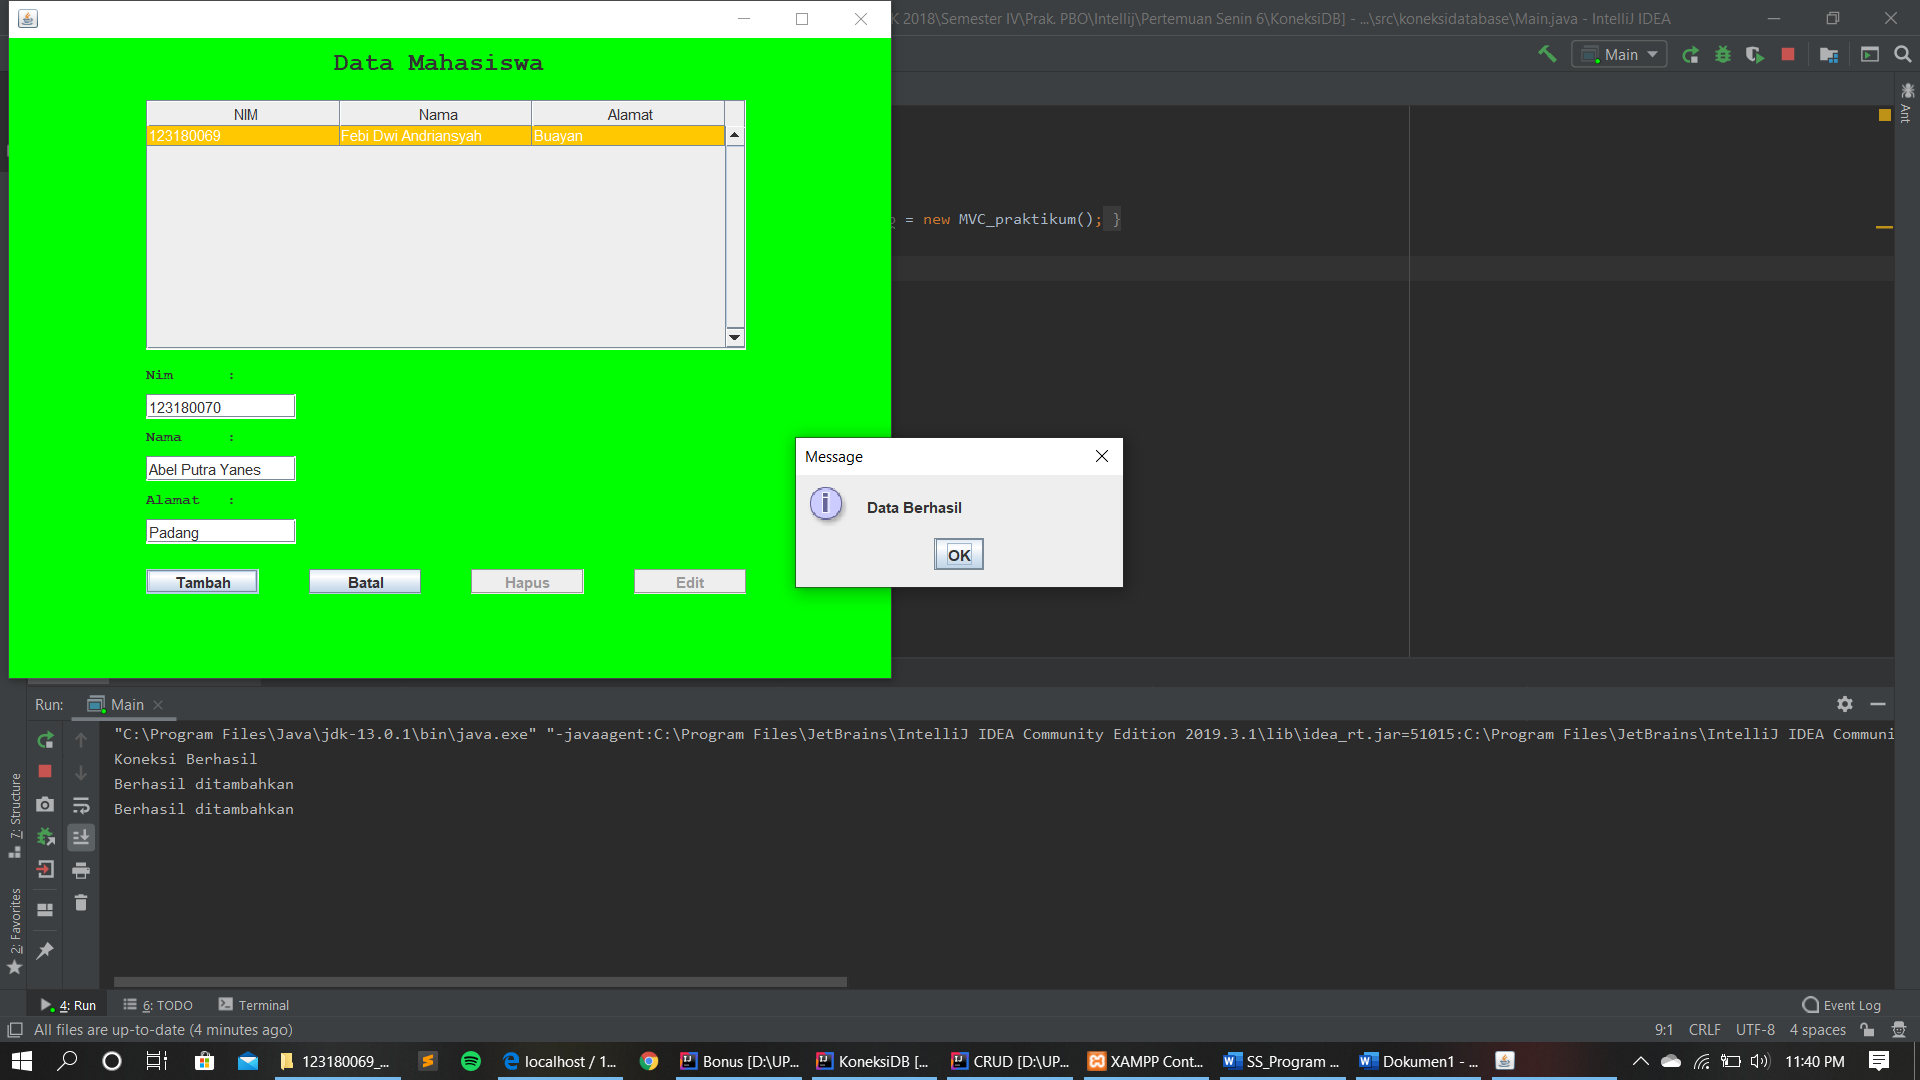 K 2018\Semester IV\Prak. PBO\Intellij\Pertemuan Senin 6\KoneksiDB] - ...\src\koneksidatabase\Main.java - IntelliJ IDEA
Main
Ant
Data Mahasiswa
NIM Nama Alamat
123180069 Febi Dwi Andriansyah Buayan
= new MVC_praktikum(); }
Nim :
123180070
Nama :
Abel Putra Yanes
Alamat :
Padang
Tambah Batal Hapus Edit
Message
Data Berhasil
OK
Run: Main
"C:\Program Files\Java\jdk-13.0.1\bin\java.exe" "-javaagent:C:\Program Files\JetBrains\IntelliJ IDEA Community Edition 2019.3.1\lib\idea_rt.jar=51015:C:\Program Files\JetBrains\IntelliJ IDEA Communi
Koneksi Berhasil
Berhasil ditambahkan
Berhasil ditambahkan
7: Structure
2: Favorites
4: Run 6: TODO Terminal Event Log
All files are up-to-date (4 minutes ago) 9:1 CRLF UTF-8 4 spaces
123180069_... localhost / 1... Bonus [D:\UP... KoneksiDB [... CRUD [D:\UP... XAMPP Cont... SS_Program ... Dokumen1 - ... 11:40 PM